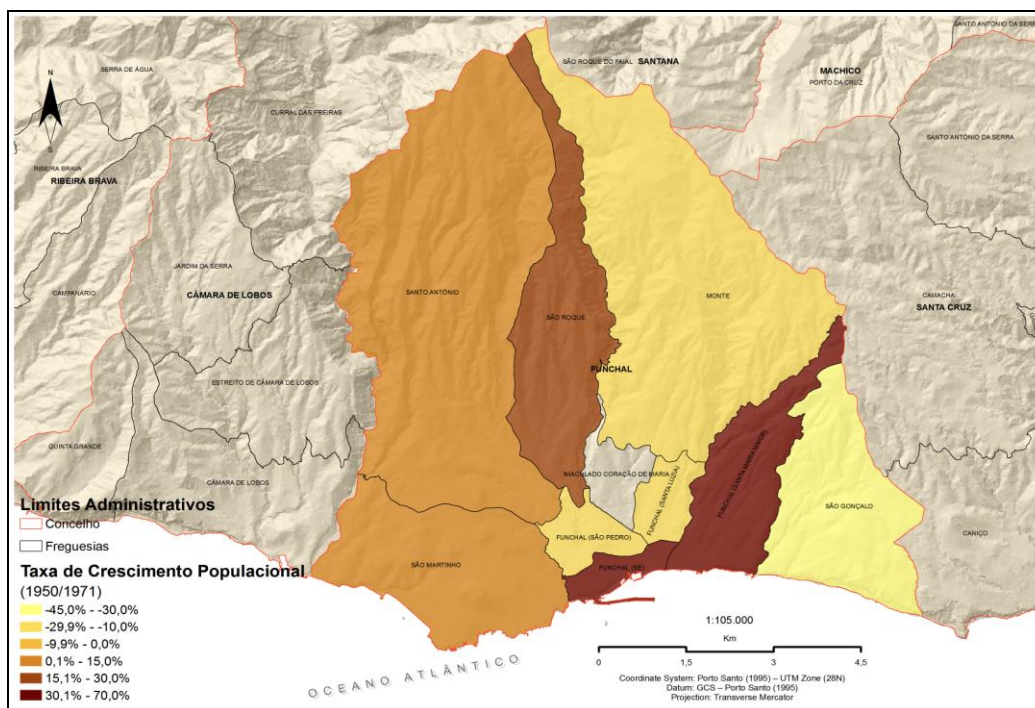 SANTO ANTÓNIO DA SERRA
SÃO ROQUE DO FAIAL
SANTANA
SERRA DE ÁGUA
MACHICO
PORTO DA CRUZ
N
CURRAL DAS FREIRAS
S
SANTO ANTÓNIO DA SERRA
RIBEIRA BRAVA
RIBEIRA BRAVA
JARDIM DA SERRA
CÂMARA DE LOBOS
CAMPANÁRIO
SANTO ANTÓNIO
MONTE
CAMACHA
SANTA CRUZ
SÃO ROQUE
FUNCHAL
ESTREITO DE CÂMARA DE LOBOS
QUINTA GRANDE
IMACULADO CORAÇÃO DE MARIA
FUNCHAL (SANTA LUZIA)
FUNCHAL (SANTA MARIA MAIOR)
CÂMARA DE LOBOS
SÃO GONÇALO
CANIÇO
FUNCHAL (SÃO PEDRO)
SÃO MARTINHO
FUNCHAL (SÉ)
Limites Administrativos
Concelho
Freguesias
Taxa de Crescimento Populacional
(1950/1971)
-45,0% - -30,0%
-29,9% - -10,0%
-9,9% - 0,0%
0,1% - 15,0%
15,1% - 30,0%
30,1% - 70,0%
OCEANO ATLÂNTICO
1:105.000
Km
0 1,5 3 4,5
Coordinate System: Porto Santo (1995) – UTM Zone (28N)
Datum: GCS – Porto Santo (1995)
Projection: Transverse Mercator